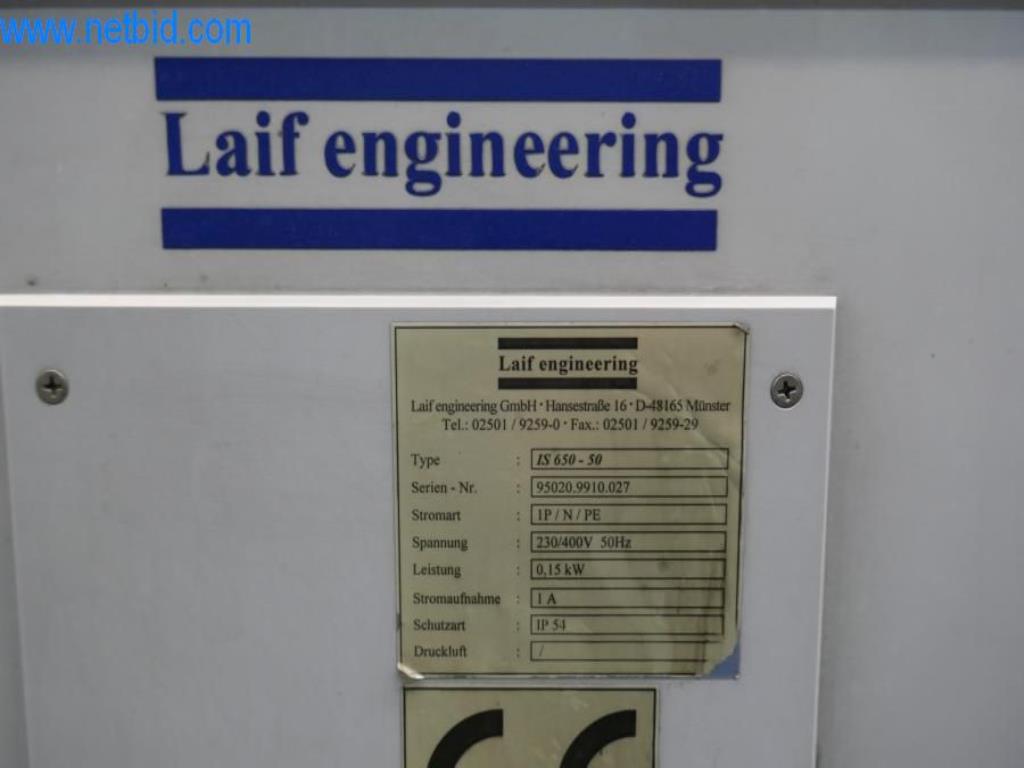 www.netbid.com
Laif engineering
Laif engineering
Laif engineering GmbH · Hansestraße 16 · D-48165 Münster
Tel.: 02501 / 9259-0 · Fax.: 02501 / 9259-29
Type : IS 650 - 50
Serien - Nr. : 95020.9910.027
Stromart : 1P / N / PE
Spannung : 230/400V 50Hz
Leistung : 0,15 kW
Stromaufnahme : 1 A
Schutzart : IP 54
Druckluft : /
CE